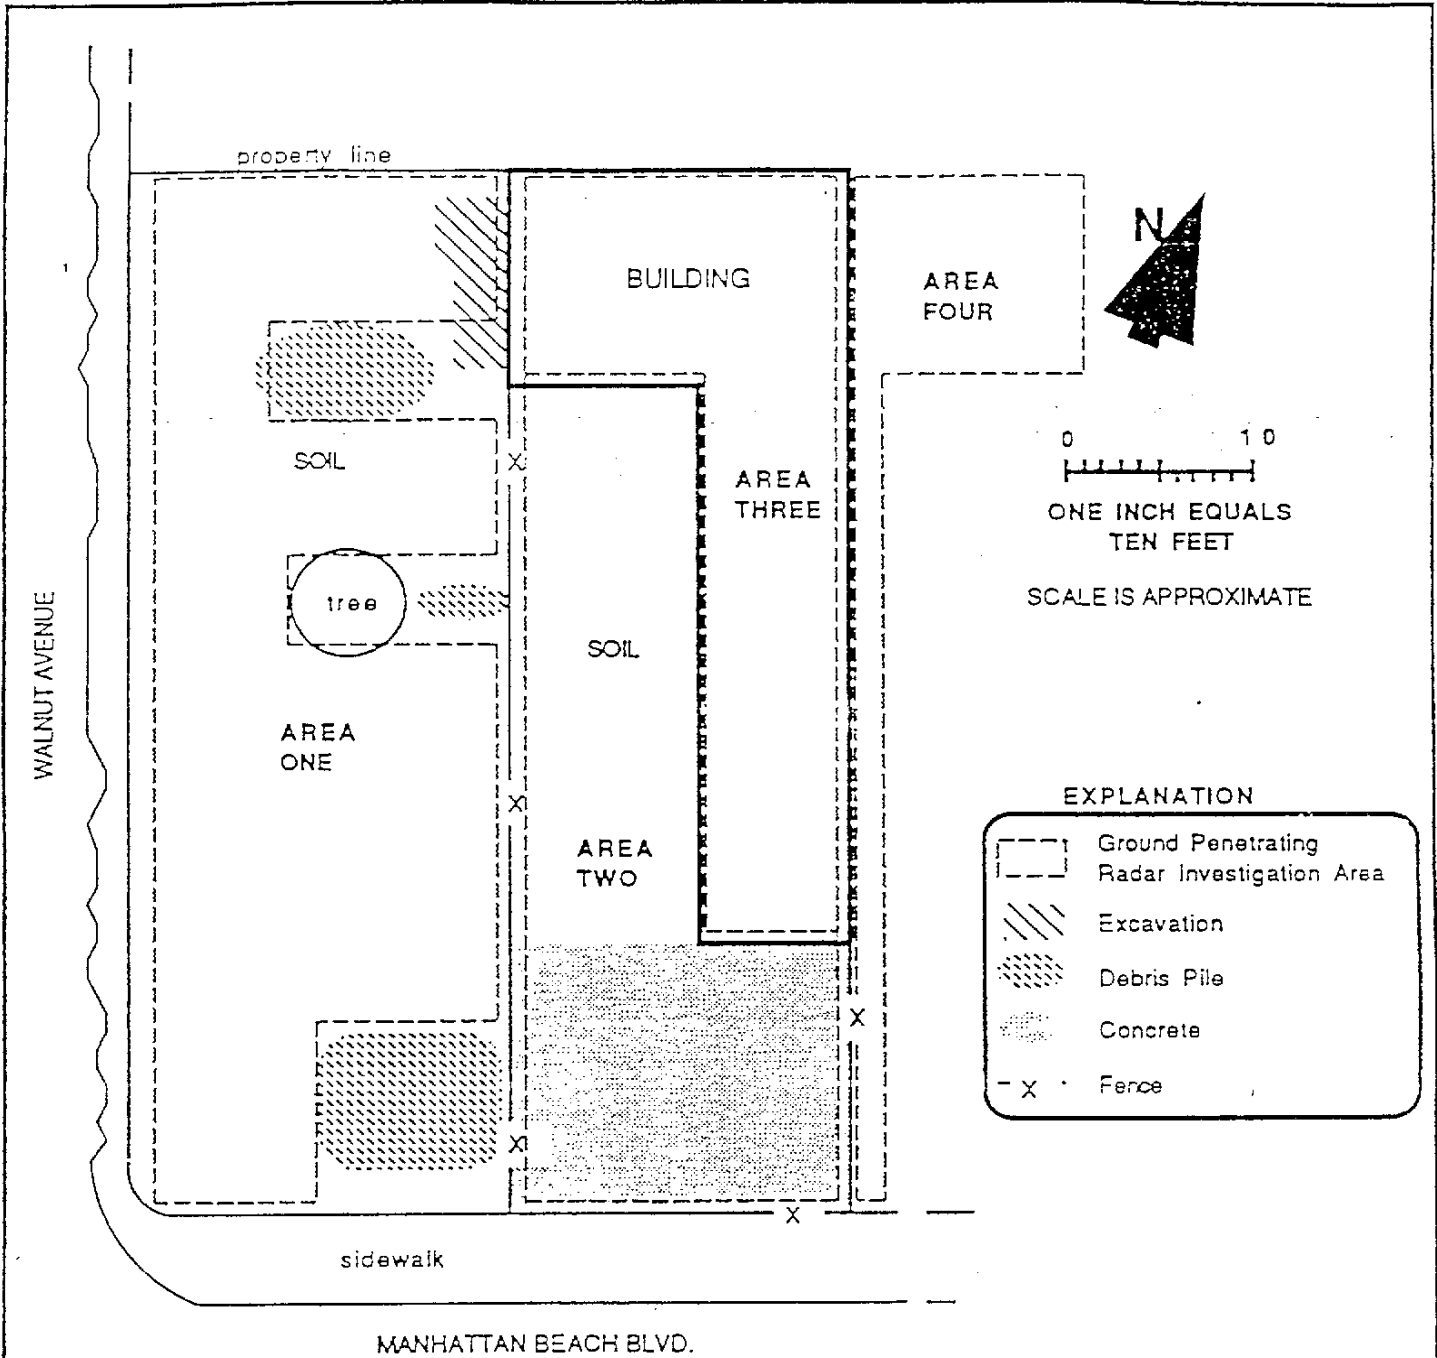 property line
N
BUILDING
AREA
FOUR
0 10
SOIL
X
AREA
THREE
ONE INCH EQUALS
TEN FEET
SCALE IS APPROXIMATE
tree
WALNUT AVENUE
SOIL
AREA
ONE
X
EXPLANATION
AREA
TWO
Ground Penetrating
Radar Investigation Area
Excavation
Debris Pile
X
Concrete
X Fence
X
X
sidewalk
MANHATTAN BEACH BLVD.